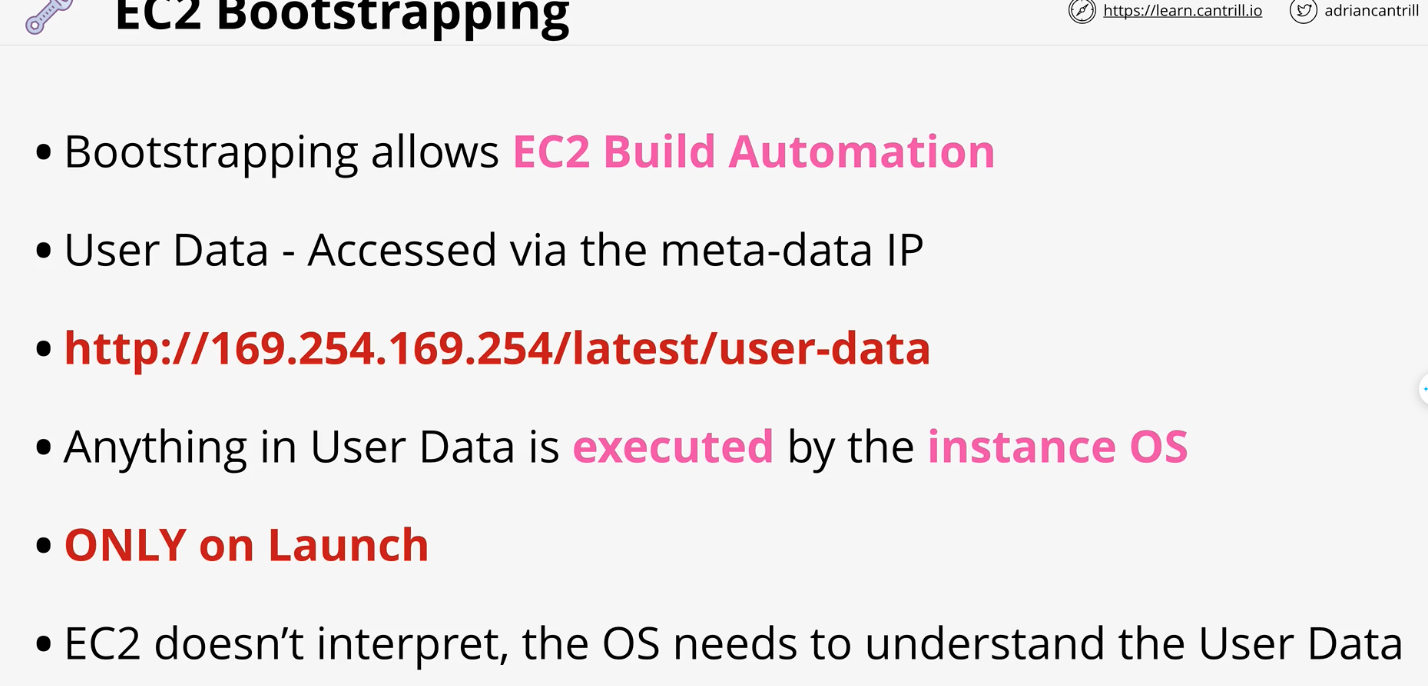 EC2 Bootstrapping
https://learn.cantrill.io
adriancantrill
• Bootstrapping allows EC2 Build Automation
• User Data - Accessed via the meta-data IP
• http://169.254.169.254/latest/user-data
• Anything in User Data is executed by the instance OS
• ONLY on Launch
• EC2 doesn’t interpret, the OS needs to understand the User Data